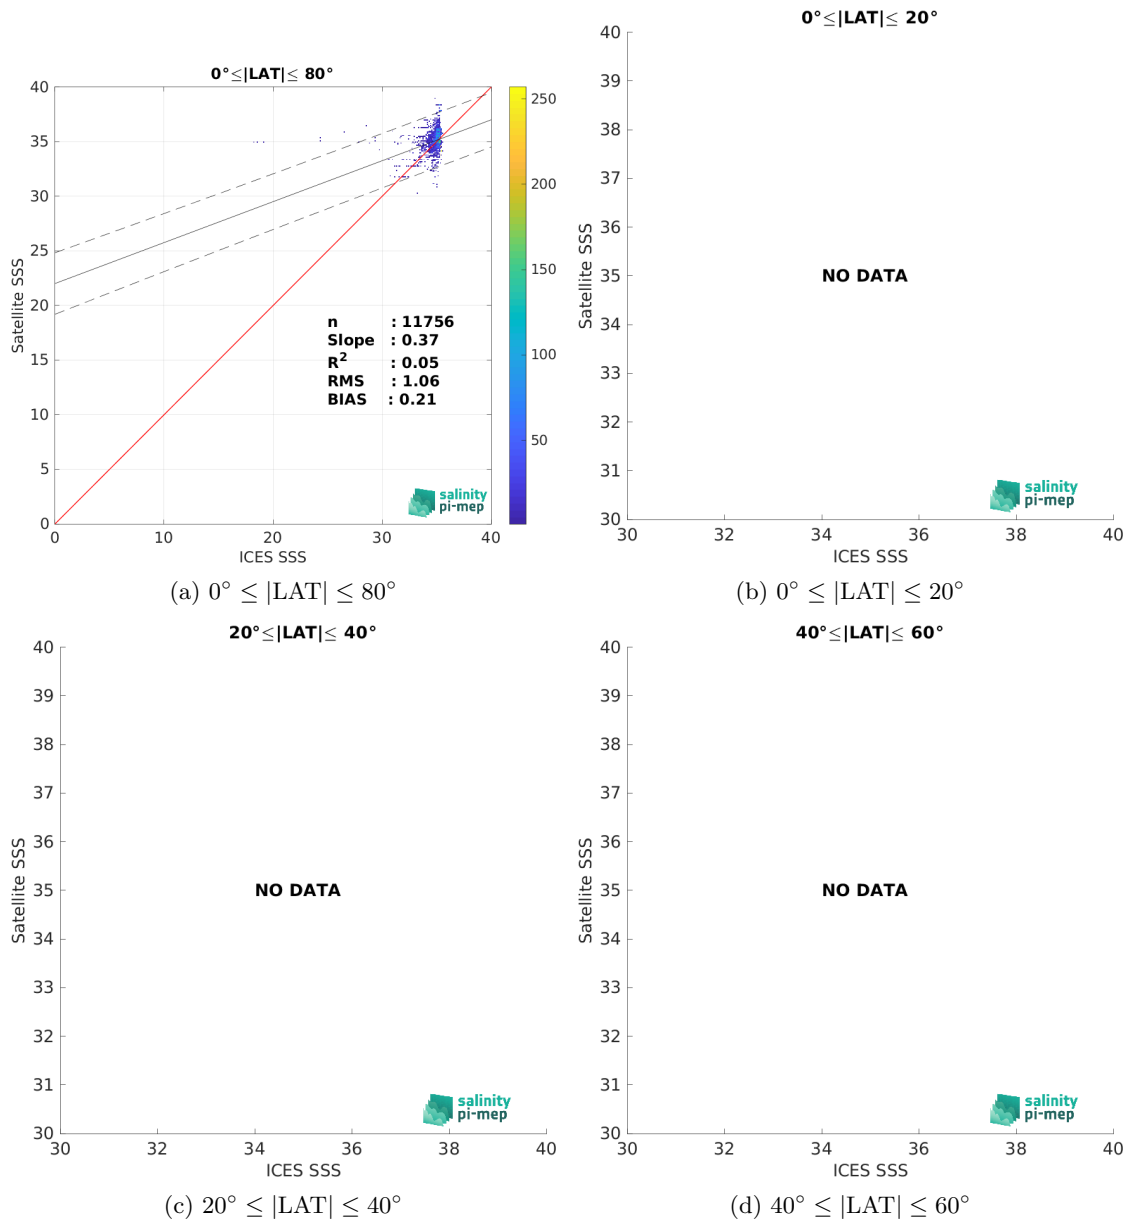 0°≤|LAT|≤ 80°
40
35
30
25
20
15
10
5
0
0
10
20
30
40
Satellite SSS
ICES SSS
n : 11756
Slope : 0.37
R² : 0.05
RMS : 1.06
BIAS : 0.21
250
200
150
100
50
salinity
pi-mep
(a) 0° ≤ |LAT| ≤ 80°
0°≤|LAT|≤ 20°
40
39
38
37
36
35
34
33
32
31
30
30
32
34
36
38
40
Satellite SSS
ICES SSS
NO DATA
salinity
pi-mep
(b) 0° ≤ |LAT| ≤ 20°
20°≤|LAT|≤ 40°
40
39
38
37
36
35
34
33
32
31
30
30
32
34
36
38
40
Satellite SSS
ICES SSS
NO DATA
salinity
pi-mep
(c) 20° ≤ |LAT| ≤ 40°
40°≤|LAT|≤ 60°
40
39
38
37
36
35
34
33
32
31
30
30
32
34
36
38
40
Satellite SSS
ICES SSS
NO DATA
salinity
pi-mep
(d) 40° ≤ |LAT| ≤ 60°